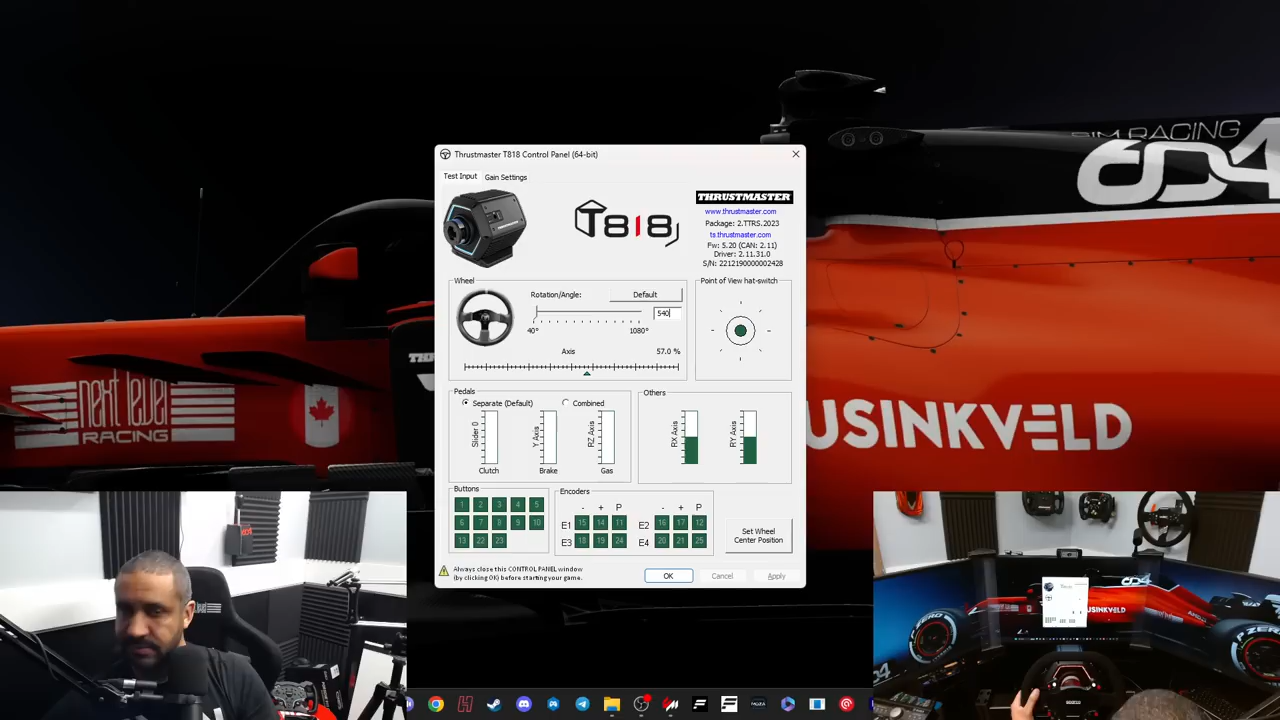 SIM RACING
604
next level
RACING
USINKVELD
Thrustmaster T818 Control Panel (64-bit)
Test Input
Gain Settings
T818
THRUSTMASTER
www.thrustmaster.com
Package: 2.TTRS.2023
ts.thrustmaster.com
Fw: 5.20 (CAN: 2.11)
Driver: 2.11.31.0
S/N: 2212190000002428
Wheel
Rotation/Angle:
Default
540
40°
1080°
Axis
57.0 %
Point of View hat-switch
Pedals
Separate (Default)
Combined
Slider 0
Y Axis
RZ Axis
Clutch
Brake
Gas
Others
RX Axis
RY Axis
Buttons
1 2 3 4 5
6 7 8 9 10
13 22 23
Encoders
- + P - + P
E1 15 14 11 E2 16 17 12
E3 18 19 24 E4 20 21 25
Set Wheel
Center Position
Always close this CONTROL PANEL window
(by clicking OK) before starting your game.
OK
Cancel
Apply
USINKVELD
MOZA